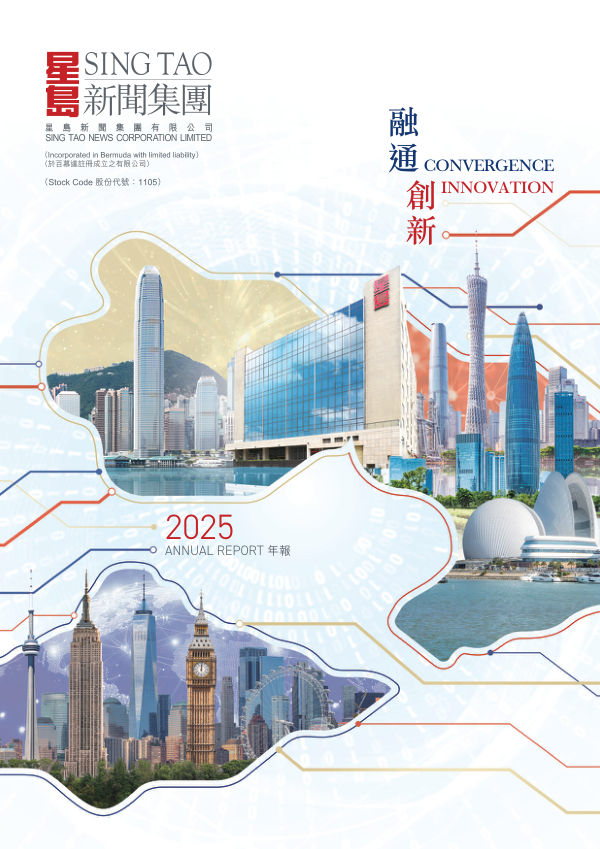 星島
SING TAO
新聞集團
星島新聞集團有限公司
SING TAO NEWS CORPORATION LIMITED
(Incorporated in Bermuda with limited liability)
(於百慕達註冊成立之有限公司)
(Stock Code 股份代號：1105)
融通 CONVERGENCE
創新 INNOVATION
星島
2025
ANNUAL REPORT 年報